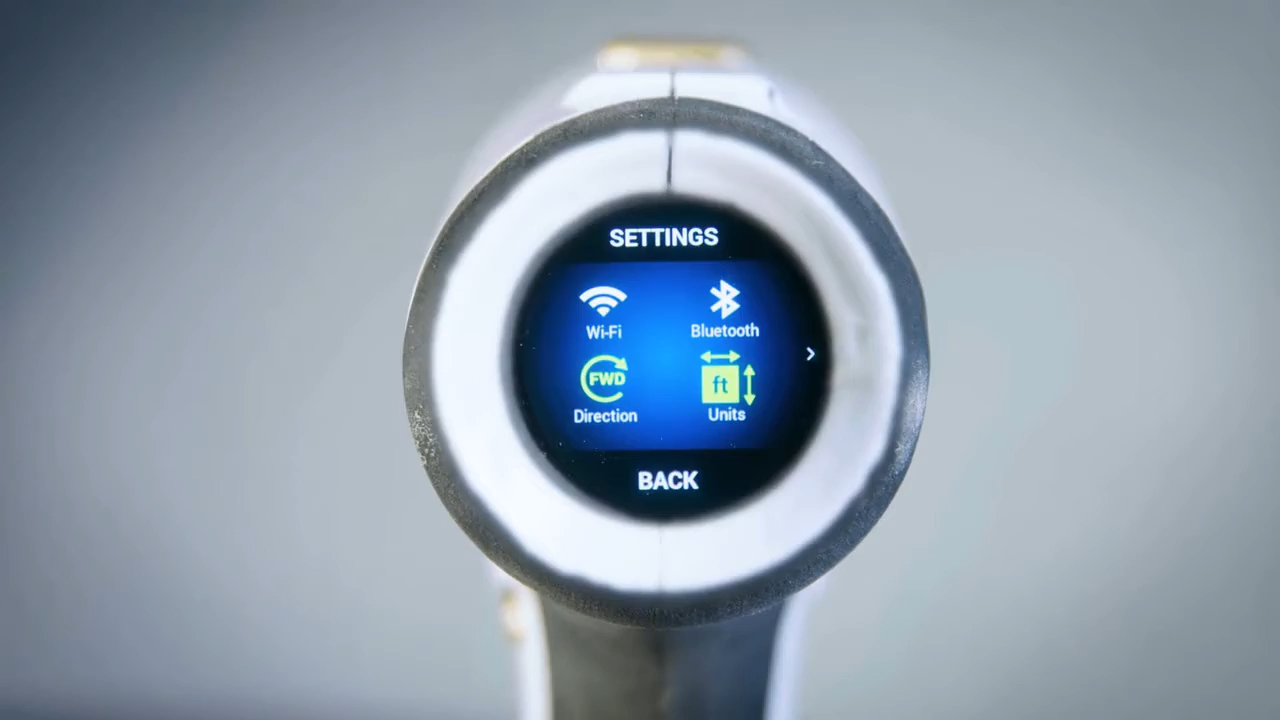 SETTINGS
Wi-Fi
Bluetooth
FWD
ft
Direction
Units
BACK